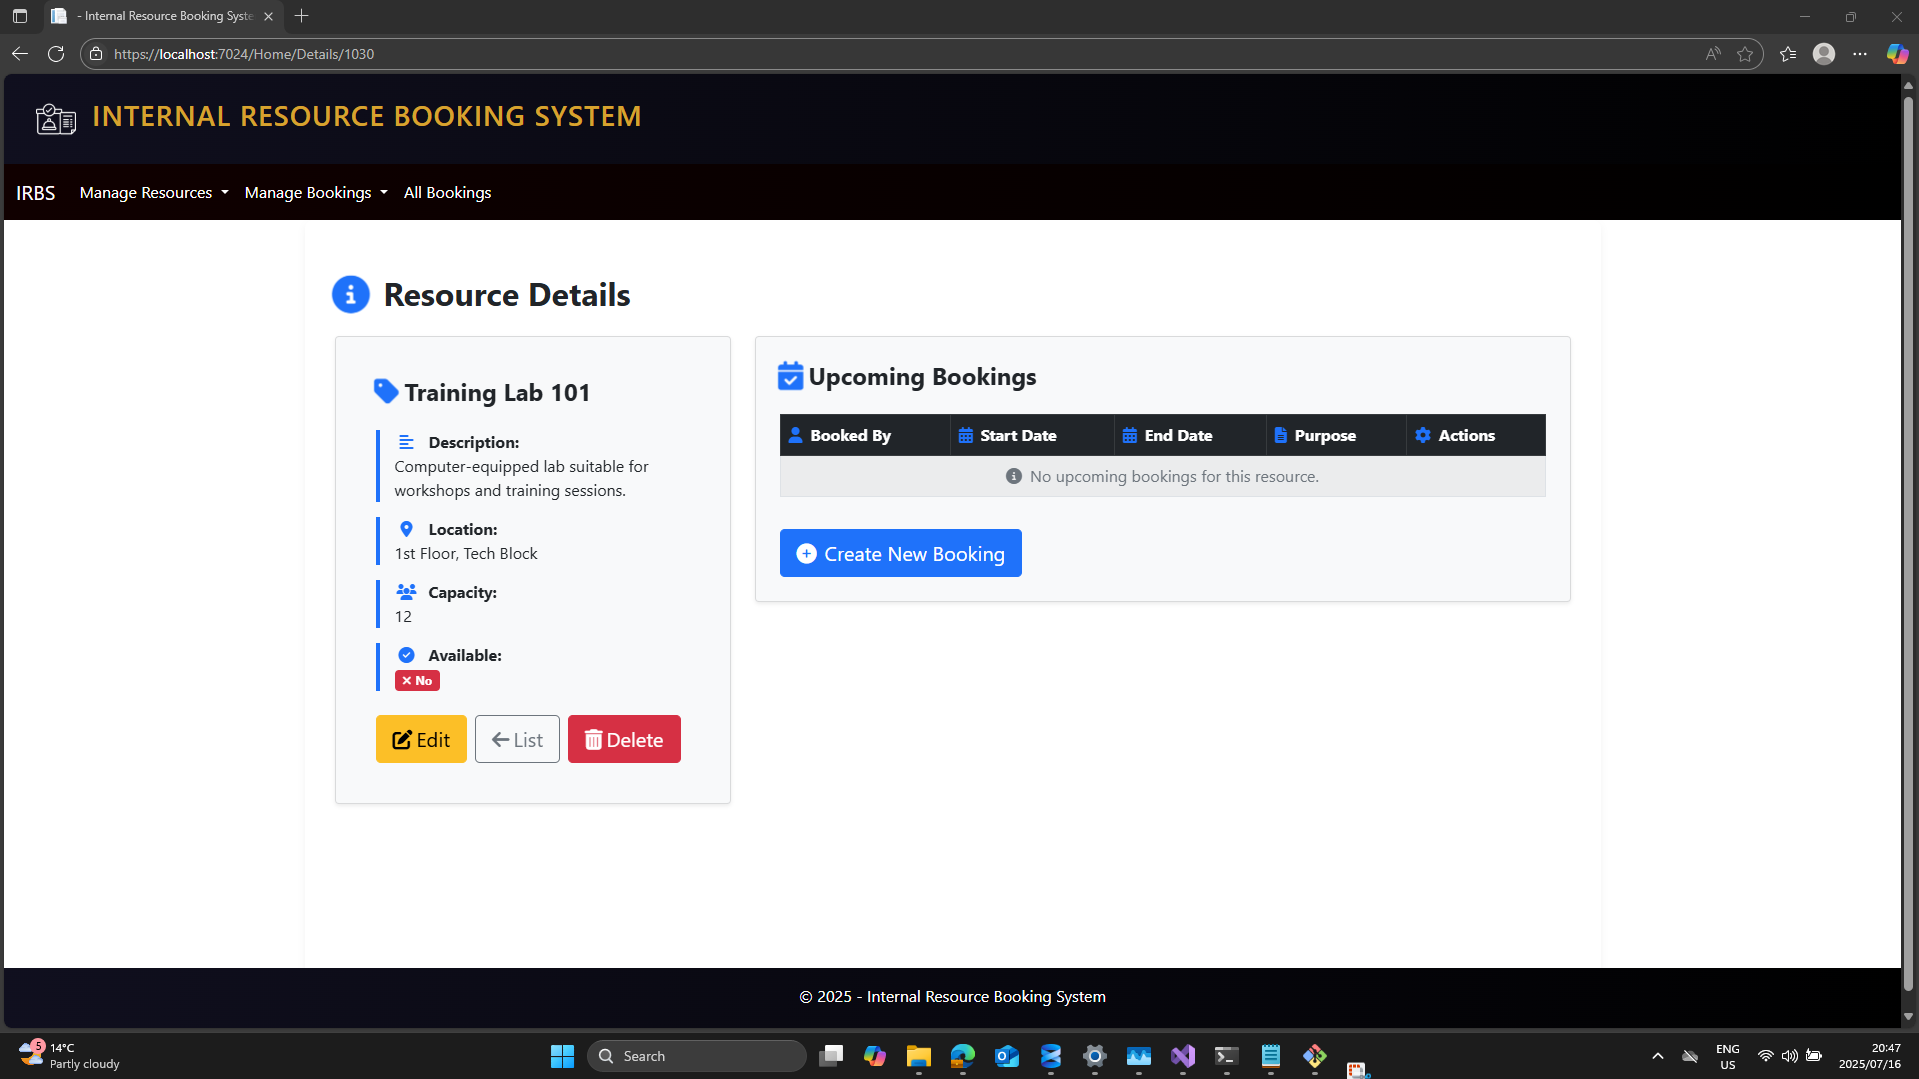 - Internal Resource Booking Syste
https://localhost:7024/Home/Details/1030
INTERNAL RESOURCE BOOKING SYSTEM
IRBS Manage Resources Manage Bookings All Bookings
Resource Details
Training Lab 101
Description:
Computer-equipped lab suitable for
workshops and training sessions.
Location:
1st Floor, Tech Block
Capacity:
12
Available:
No
Edit List Delete
Upcoming Bookings
Booked By Start Date End Date Purpose Actions
No upcoming bookings for this resource.
Create New Booking
© 2025 - Internal Resource Booking System
5
14°C
Partly cloudy
Search
ENG
US
20:47
2025/07/16